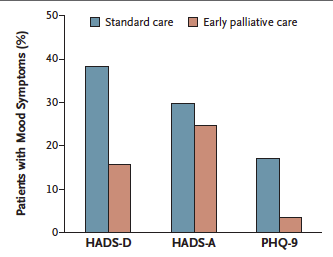 50
Standard care
Early palliative care
40
30
20
10
0
Patients with Mood Symptoms (%)
HADS-D
HADS-A
PHQ-9